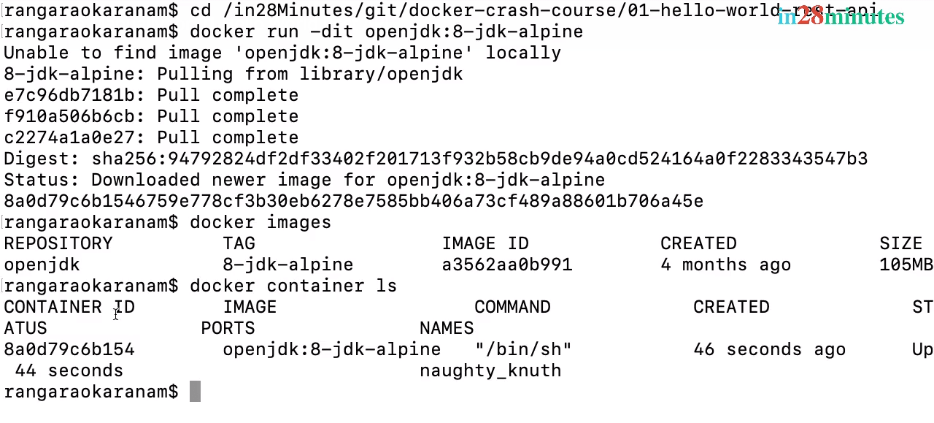 rangaraokaranam$ cd /in28Minutes/git/docker-crash-course/01-hello-world-rest-api
in28minutes
rangaraokaranam$ docker run -dit openjdk:8-jdk-alpine
Unable to find image 'openjdk:8-jdk-alpine' locally
8-jdk-alpine: Pulling from library/openjdk
e7c96db7181b: Pull complete
f910a506b6cb: Pull complete
c2274a1a0e27: Pull complete
Digest: sha256:94792824df2df33402f201713f932b58cb9de94a0cd524164a0f2283343547b3
Status: Downloaded newer image for openjdk:8-jdk-alpine
8a0d79c6b1546759e778cf3b30eb6278e7585bb406a73cf489a88601b706a45e
rangaraokaranam$ docker images
REPOSITORY TAG IMAGE ID CREATED SIZE
openjdk 8-jdk-alpine a3562aa0b991 4 months ago 105MB
rangaraokaranam$ docker container ls
CONTAINER ID IMAGE COMMAND CREATED ST
ATUS PORTS NAMES
8a0d79c6b154 openjdk:8-jdk-alpine "/bin/sh" 46 seconds ago Up
44 seconds naughty_knuth
rangaraokaranam$